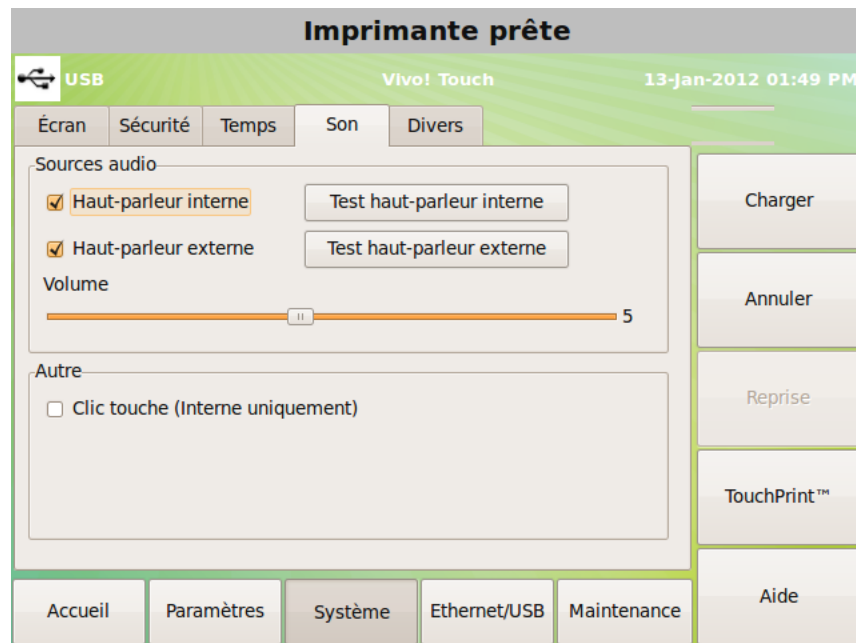 Imprimante prête
USB Vivo! Touch 13-Jan-2012 01:49 PM
Écran Sécurité Temps Son Divers
Sources audio
Haut-parleur interne Test haut-parleur interne
Haut-parleur externe Test haut-parleur externe
Volume
5
Autre
Clic touche (Interne uniquement)
Charger
Annuler
Reprise
TouchPrint™
Aide
Accueil Paramètres Système Ethernet/USB Maintenance